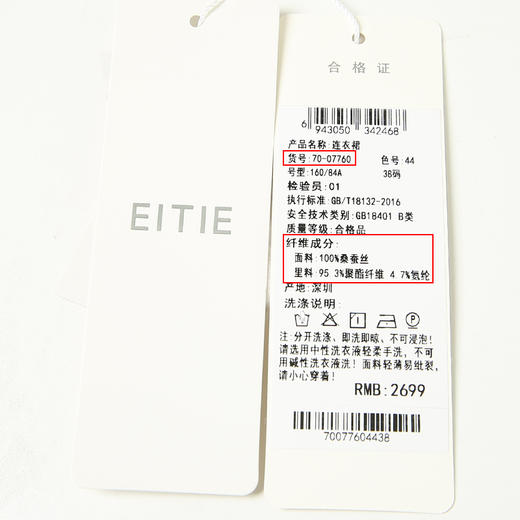 EITIE
合格证
6 943050 342468
产品名称:连衣裙
货号:70-07760 色号:44
号型:160/84A 38码
检验员:01
执行标准:GB/T18132-2016
安全技术类别:GB18401 B类
质量等级:合格品
纤维成分:
面料:100%桑蚕丝
里料:95 3%聚酯纤维 4 7%氨纶
产地:深圳
洗涤说明:
注:分开洗涤、即洗即晾、不可浸泡!
请选用中性洗衣液轻柔手洗, 不可
用碱性洗衣液洗! 面料轻薄易纰裂,
请小心穿着!
RMB:2699
70077604438